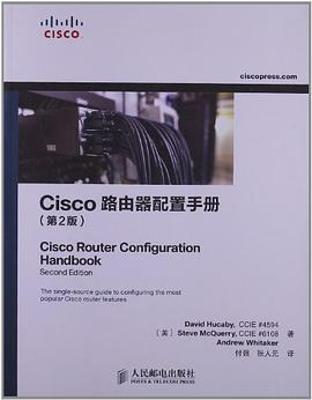 CISCO
ciscopress.com
Cisco 路由器配置手册
(第2版)
Cisco Router Configuration
Handbook
Second Edition
The single-source guide to configuring the most
popular Cisco router features
David Hucaby, CCIE #4594
[美] Steve McQuerry, CCIE #6108 著
Andrew Whitaker
付强 张人元 译
人民邮电出版社
POSTS & TELECOM PRESS